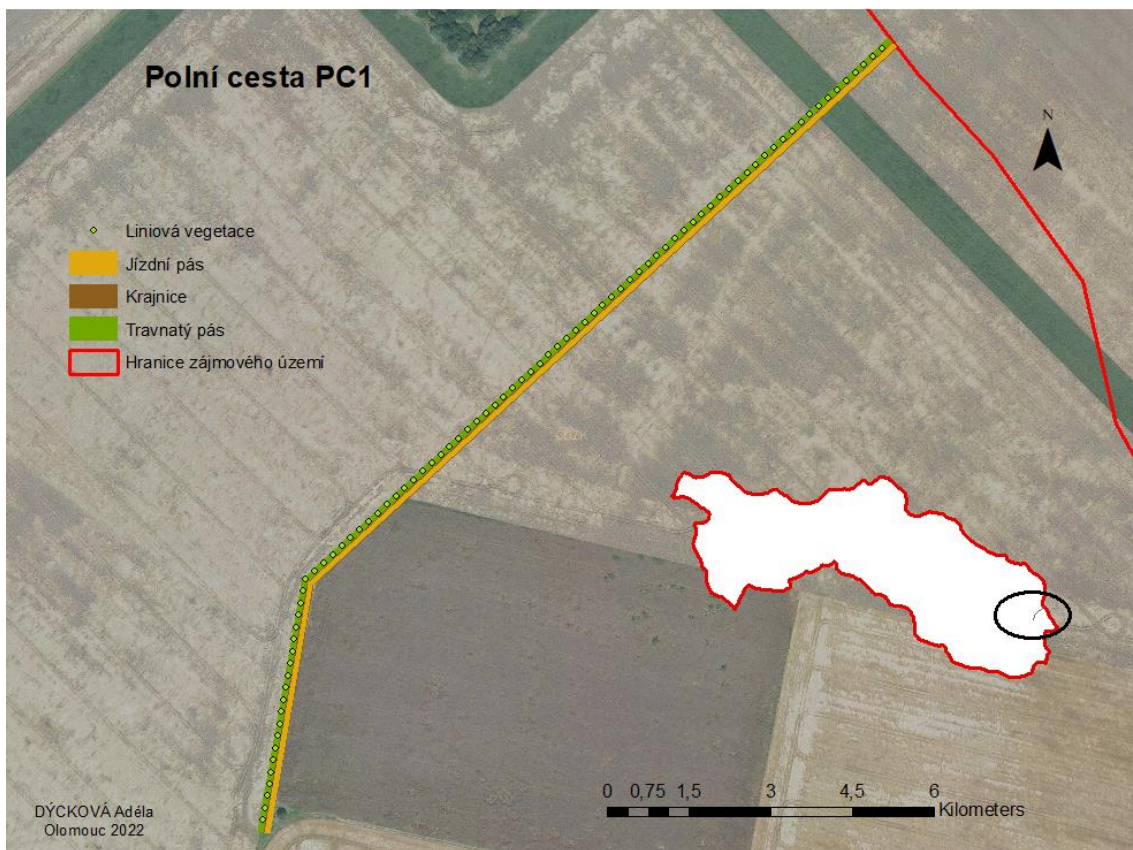 Polní cesta PC1
N
Liniová vegetace
Jízdní pás
Krajnice
Travnatý pás
Hranice zájmového území
ČÚZK
0 0,75 1,5 3 4,5 6
Kilometers
DÝCKOVÁ Adéla
Olomouc 2022